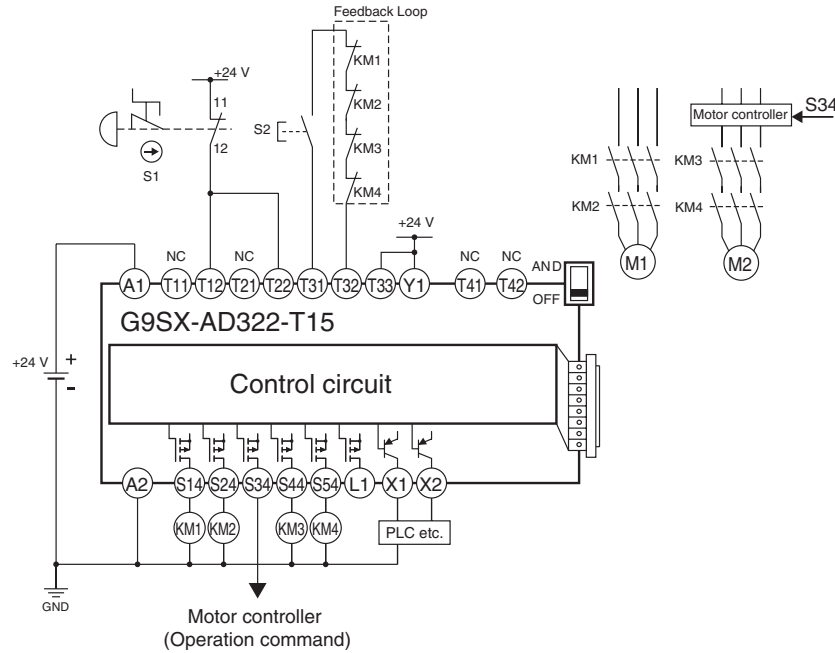 Feedback Loop
+24 V
11
12
S1
S2
KM1
KM2
KM3
KM4
+24 V
Motor controller
S34
KM1
KM2
KM3
KM4
M1
M2
NC
NC
NC
NC
A1
T11
T12
T21
T22
T31
T32
T33
Y1
T41
T42
AND
OFF
G9SX-AD322-T15
Control circuit
+24 V
+
-
A2
S14
S24
S34
S44
S54
L1
X1
X2
KM1
KM2
KM3
KM4
PLC etc.
GND
Motor controller
(Operation command)